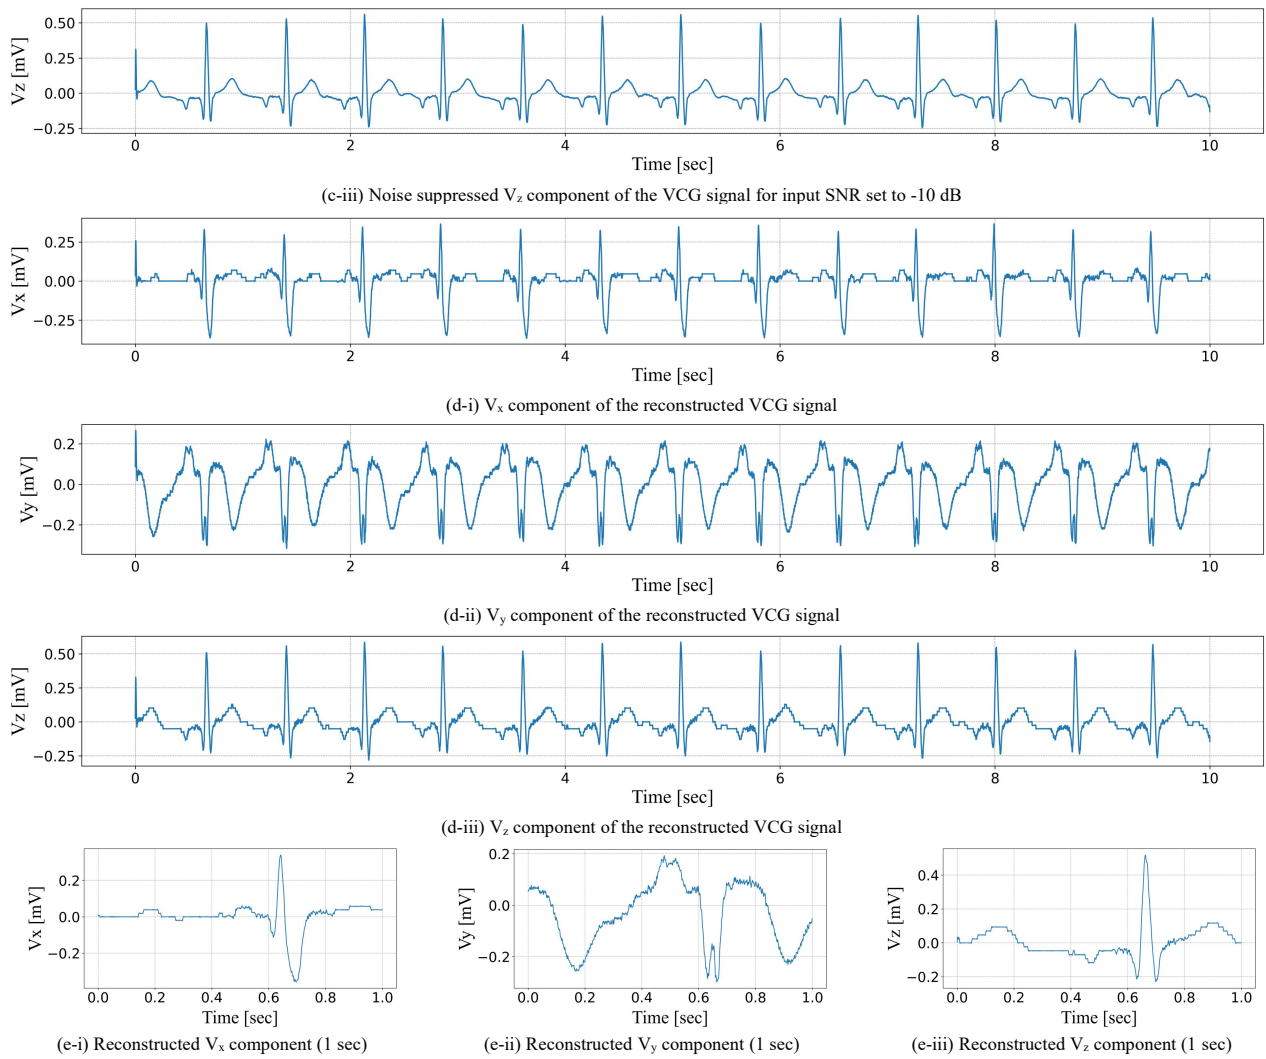 0.50
0.25
0.00
−0.25
Vz [mV]
0 2 4 6 8 10
Time [sec]
(c-iii) Noise suppressed Vz component of the VCG signal for input SNR set to -10 dB
0.25
0.00
−0.25
Vx [mV]
0 2 4 6 8 10
Time [sec]
(d-i) Vx component of the reconstructed VCG signal
0.2
0.0
−0.2
Vy [mV]
0 2 4 6 8 10
Time [sec]
(d-ii) Vy component of the reconstructed VCG signal
0.50
0.25
0.00
−0.25
Vz [mV]
0 2 4 6 8 10
Time [sec]
(d-iii) Vz component of the reconstructed VCG signal
0.2
0.0
−0.2
Vx [mV]
0.0 0.2 0.4 0.6 0.8 1.0
Time [sec]
(e-i) Reconstructed Vx component (1 sec)
0.2
0.0
−0.2
Vy [mV]
0.0 0.2 0.4 0.6 0.8 1.0
Time [sec]
(e-ii) Reconstructed Vy component (1 sec)
0.4
0.2
0.0
−0.2
Vz [mV]
0.0 0.2 0.4 0.6 0.8 1.0
Time [sec]
(e-iii) Reconstructed Vz component (1 sec)